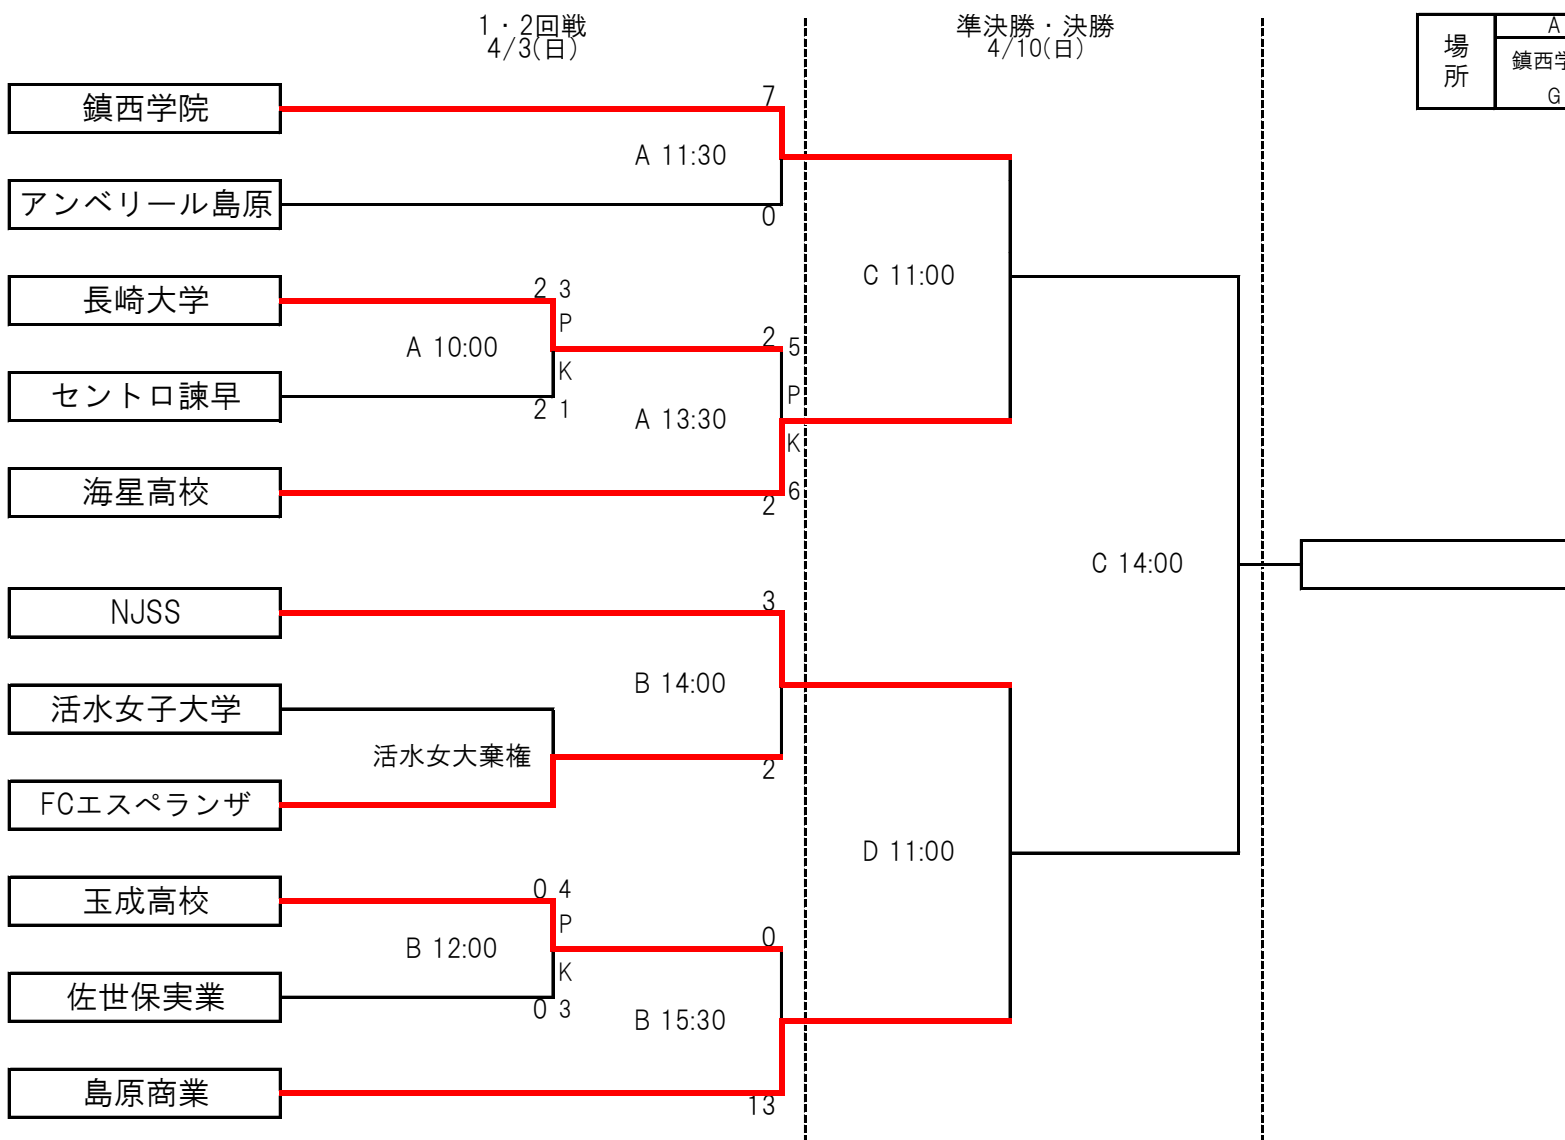 1・2回戦
4/3(日)
準決勝・決勝
4/10(日)
場所
A
鎮西学
G
鎮西学院
7
A 11:30
アンベリール島原
0
C 11:00
長崎大学
2 3
PK
A 10:00
2 5
PK
セントロ諫早
2 1
A 13:30
海星高校
2 6
C 14:00
NJSS
3
B 14:00
活水女子大学
活水女大棄権
2
FCエスペランザ
D 11:00
玉成高校
0 4
PK
B 12:00
0
佐世保実業
0 3
B 15:30
島原商業
13